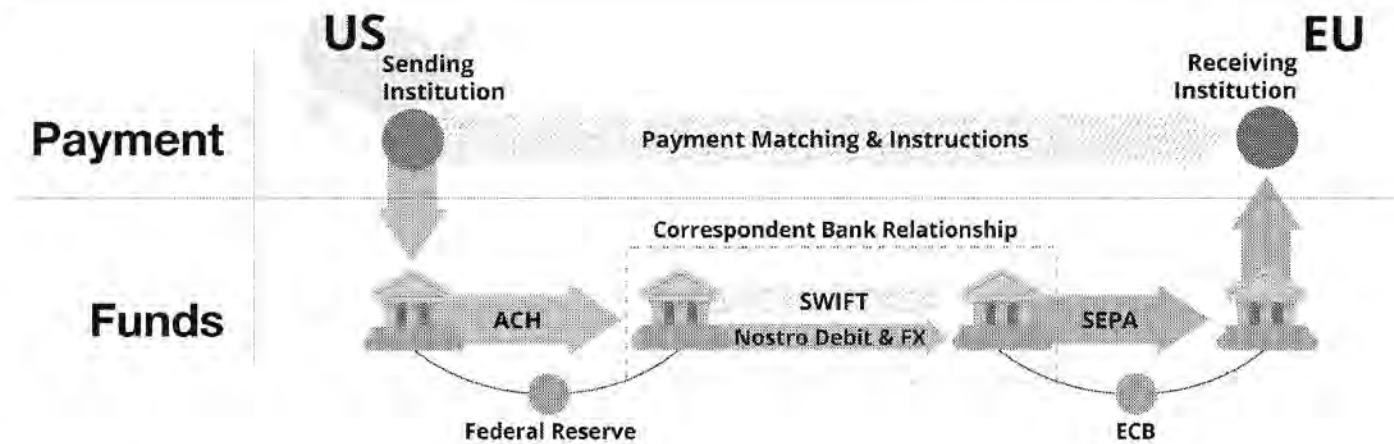 US
EU
Sending
Institution
Receiving
Institution
Payment
Payment Matching & Instructions
Correspondent Bank Relationship
Funds
ACH
SWIFT
Nostro Debit & FX
SEPA
Federal Reserve
ECB